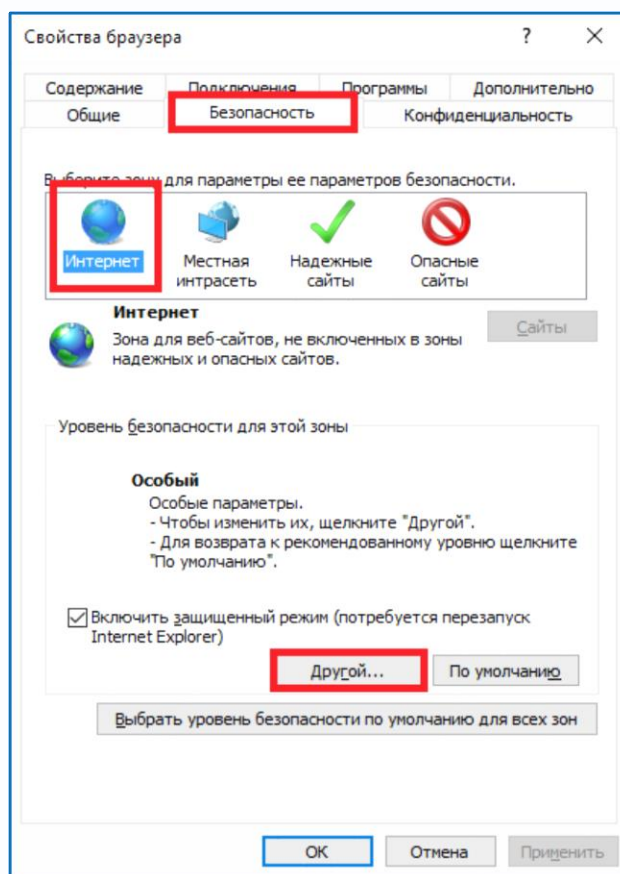 Свойства браузера ? ×
Содержание Подключения Программы Дополнительно
Общие Безопасность Конфиденциальность
Выберите зону для параметры ее параметров безопасности.
Интернет Местная интрасеть Надежные сайты Опасные сайты
Интернет
Зона для веб-сайтов, не включенных в зоны
надежных и опасных сайтов.
Сайты
Уровень безопасности для этой зоны
Особый
Особые параметры.
- Чтобы изменить их, щелкните "Другой".
- Для возврата к рекомендованному уровню щелкните
"По умолчанию".
Включить защищенный режим (потребуется перезапуск
Internet Explorer)
Другой... По умолчанию
Выбрать уровень безопасности по умолчанию для всех зон
ОК Отмена Применить